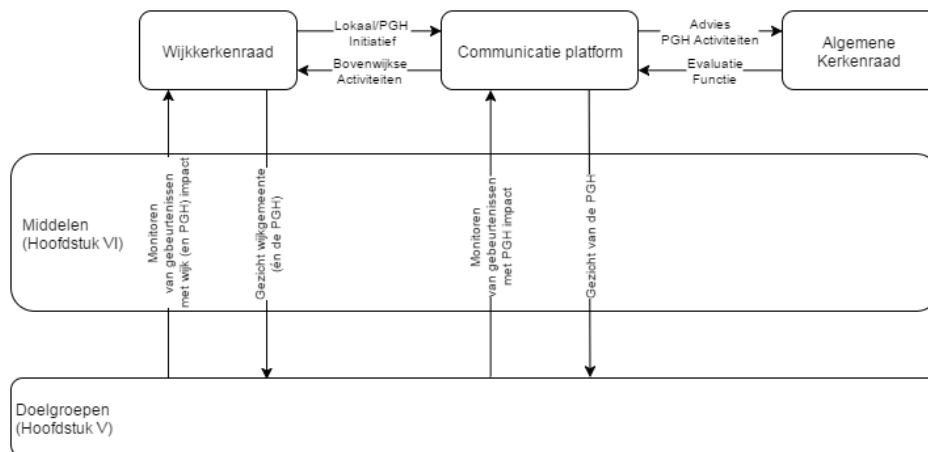 Wijkkerkenraad
Lokaal/PGH
Initiatief
Bovenwijkse
Activiteiten
Communicatie platform
Advies
PGH Activiteiten
Evaluatie
Functie
Algemene
Kerkenraad
Middelen
(Hoofdstuk VI)
Monitoren
van gebeurtenissen
met wijk (en PGH) impact
Gezicht wijkgemeente
(én de PGH)
Monitoren
van gebeurtenissen
met PGH impact
Gezicht van de PGH
Doelgroepen
(Hoofdstuk V)